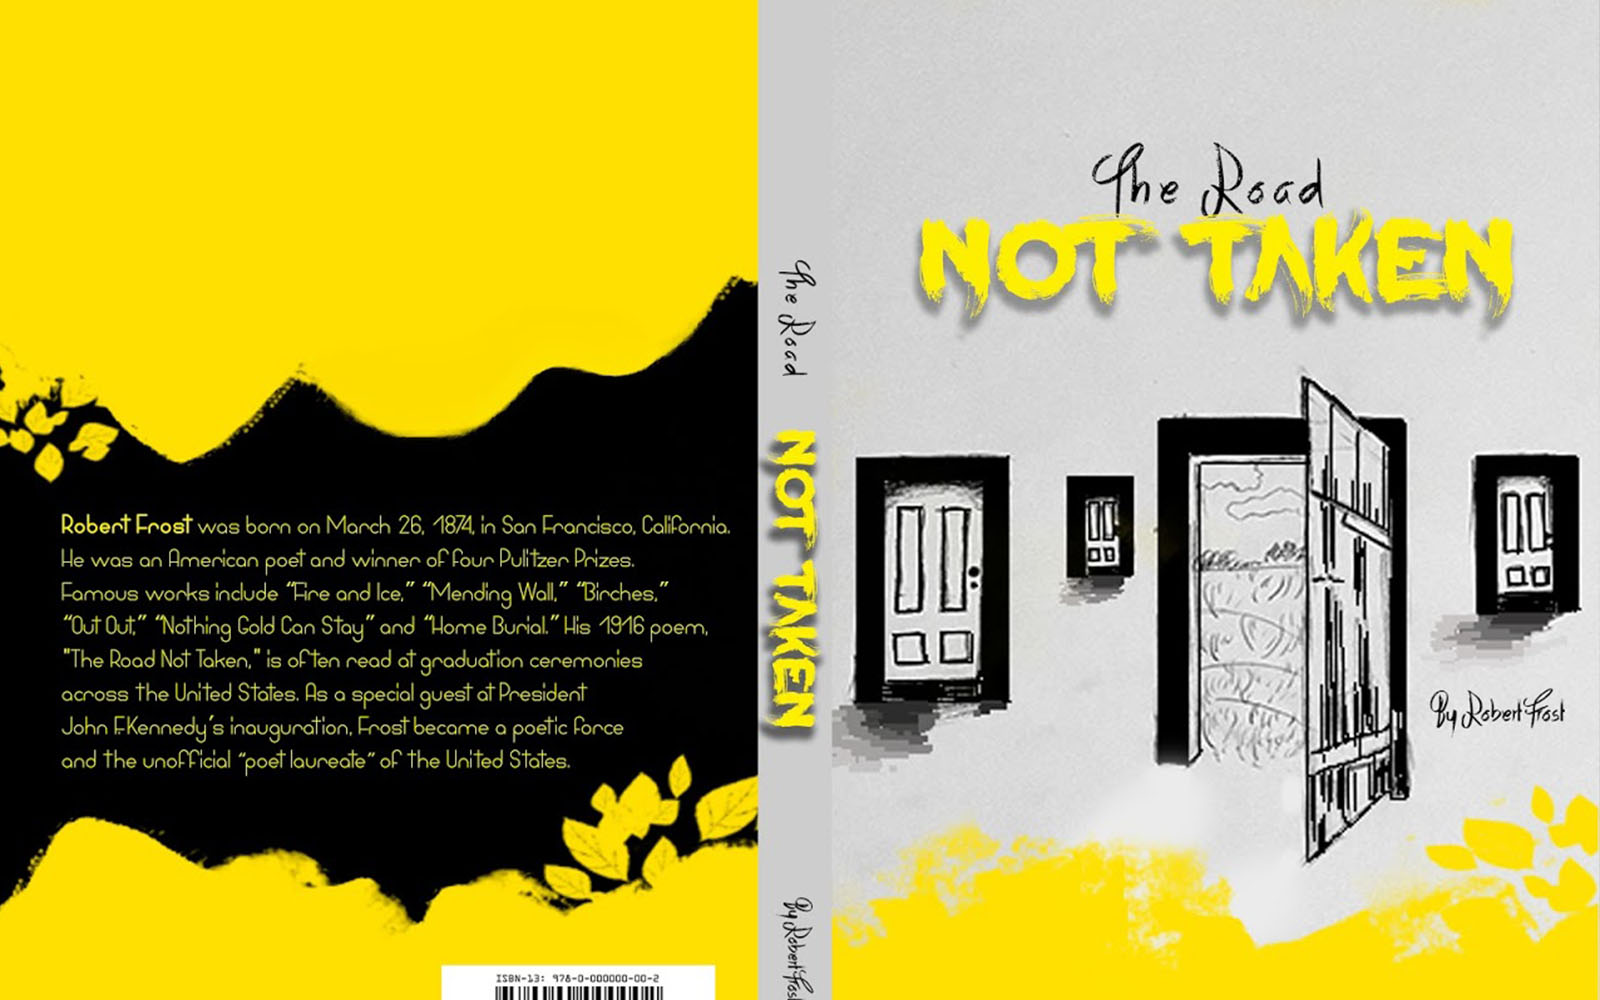 Robert Frost was born on March 26, 1874, in San Francisco, California.
He was an American poet and winner of four Pulitzer Prizes.
Famous works include “Fire and Ice,” “Mending Wall,” “Birches,”
“Out Out,” “Nothing Gold Can Stay” and “Home Burial.” His 1916 poem,
"The Road Not Taken," is often read at graduation ceremonies
across the United States. As a special guest at President
John F.Kennedy’s inauguration, Frost became a poetic force
and the unofficial “poet laureate” of the United States.
ISBN-13: 978-0-000000-00-2
The Road
NOT TAKEN
By Robert Frost
The Road
NOT TAKEN
By Robert Frost